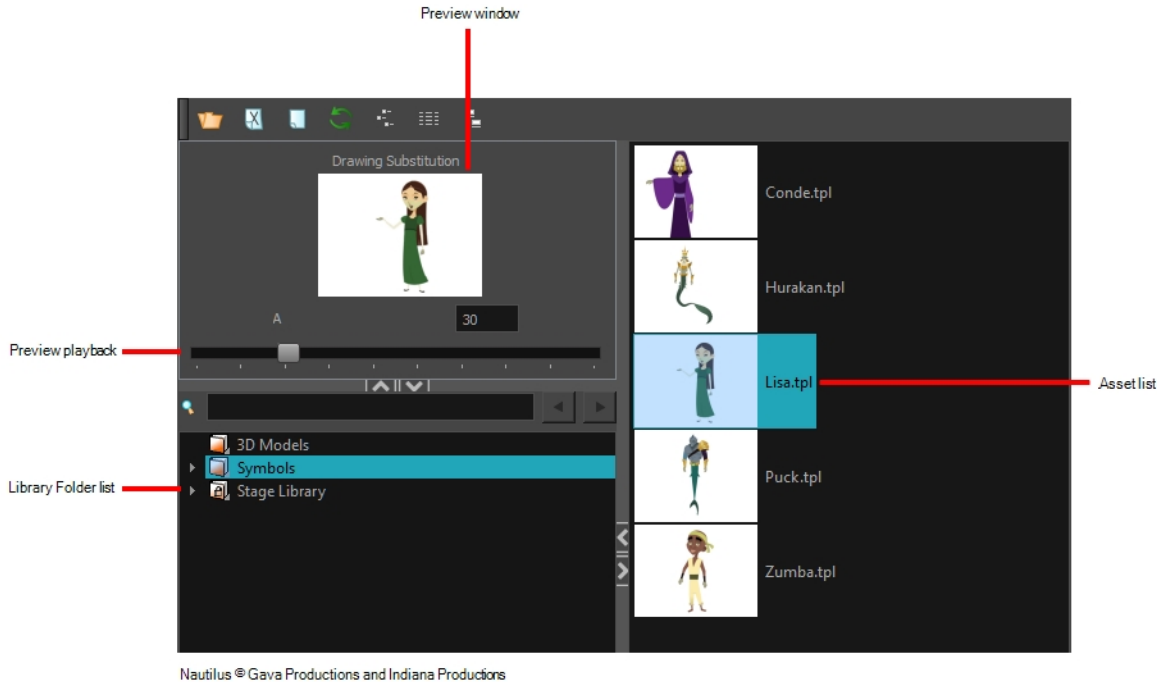 Preview window
Drawing Substitution
A
30
Preview playback
3D Models
Symbols
Library Folder list
Stage Library
Conde.tpl
Hurakan.tpl
Lisa.tpl
Asset list
Puck.tpl
Zumba.tpl
Nautilus © Gava Productions and Indiana Productions